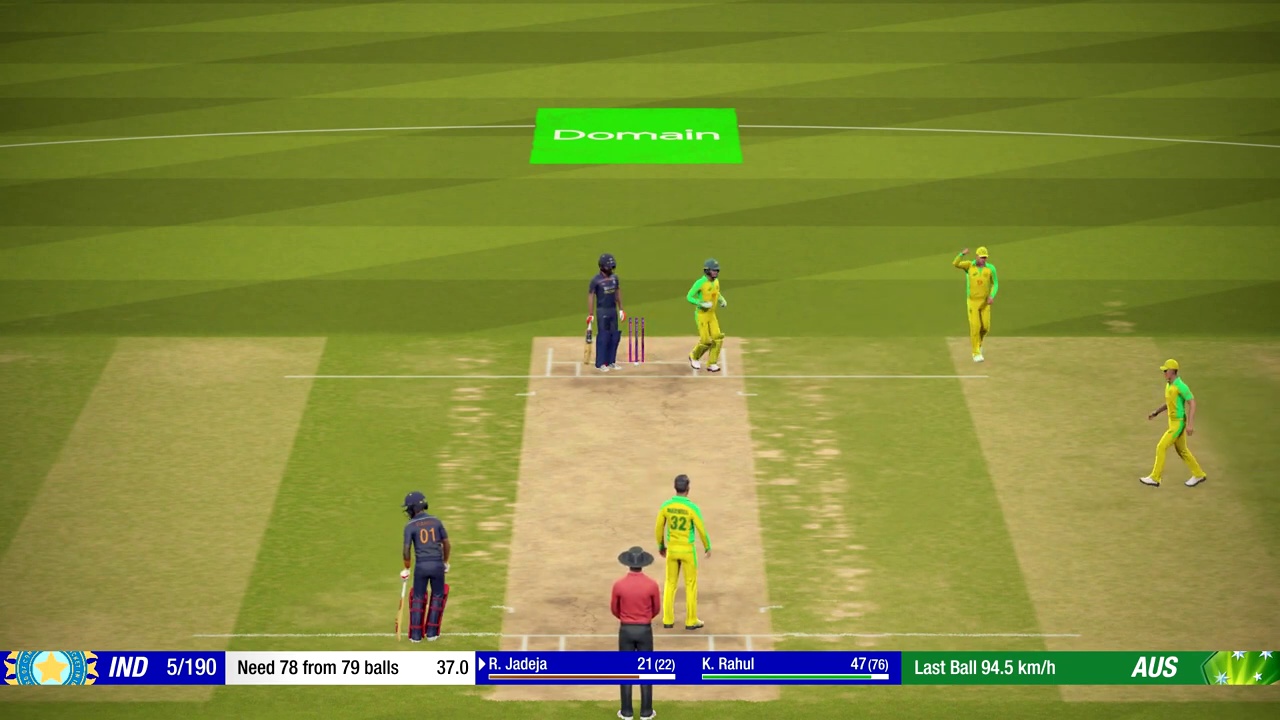 Domain
32
01
IND 5/190 Need 78 from 79 balls 37.0 R. Jadeja 21 (22) K. Rahul 47 (76) Last Ball 94.5 km/h AUS